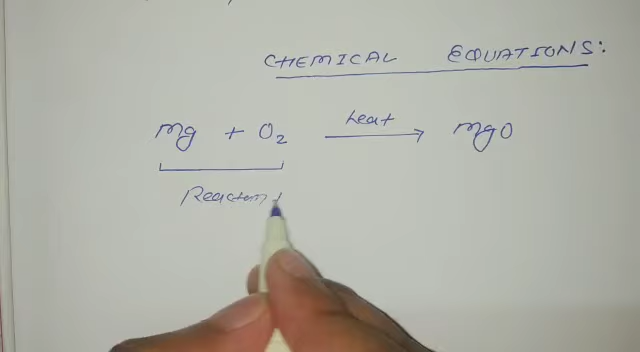 CHEMICAL EQUATIONS:
heat
Mg + O₂ → MgO
Reactant